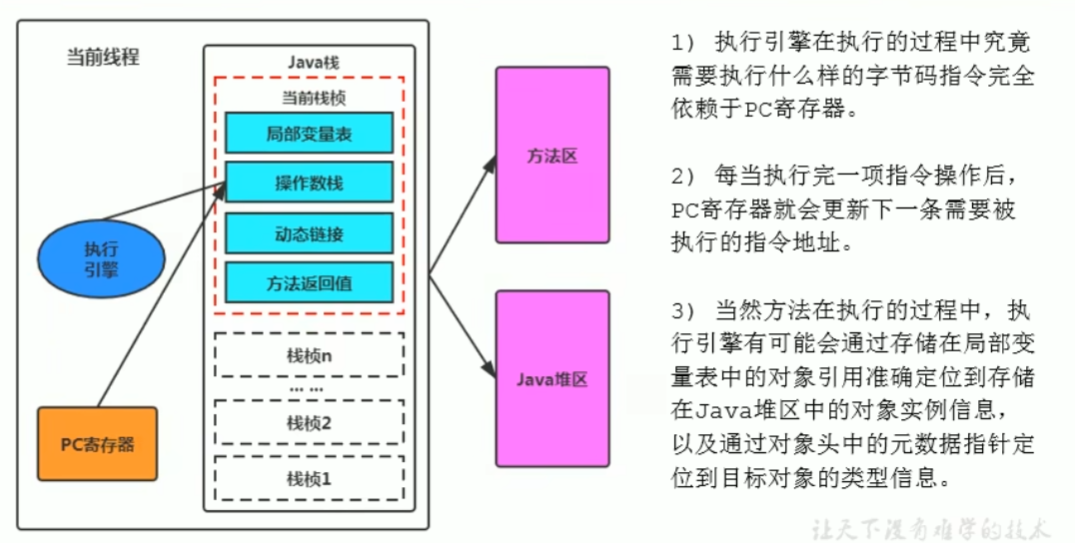 当前线程
Java栈
当前栈桢
局部变量表
操作数栈
动态链接
方法返回值
栈桢n
... ...
栈桢2
栈桢1
执行
引擎
PC寄存器
方法区
Java堆区
1) 执行引擎在执行的过程中究竟
需要执行什么样的字节码指令完全
依赖于PC寄存器。
2) 每当执行完一项指令操作后，
PC寄存器就会更新下一条需要被
执行的指令地址。
3) 当然方法在执行的过程中，执
行引擎有可能会通过存储在局部变
量表中的对象引用准确定位到存储
在Java堆区中的对象实例信息，
以及通过对象头中的元数据指针定
位到目标对象的类型信息。
让天下没有难学的技术